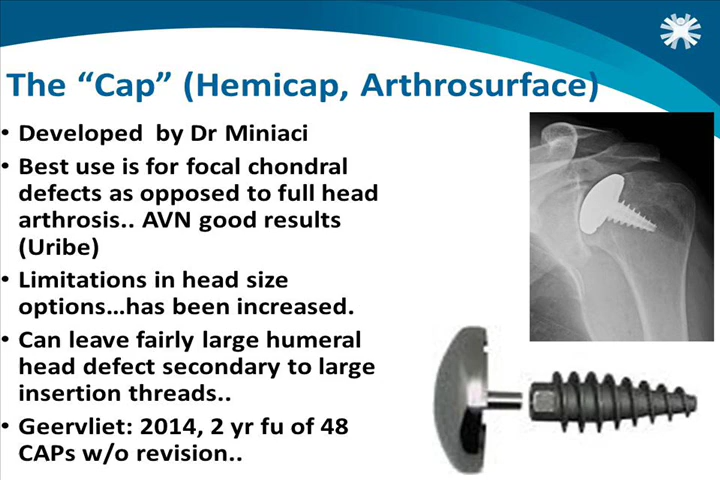 The “Cap” (Hemicap, Arthrosurface)
• Developed by Dr Miniaci
• Best use is for focal chondral
defects as opposed to full head
arthrosis.. AVN good results
(Uribe)
• Limitations in head size
options...has been increased.
• Can leave fairly large humeral
head defect secondary to large
insertion threads..
• Geervliet: 2014, 2 yr fu of 48
CAPs w/o revision..